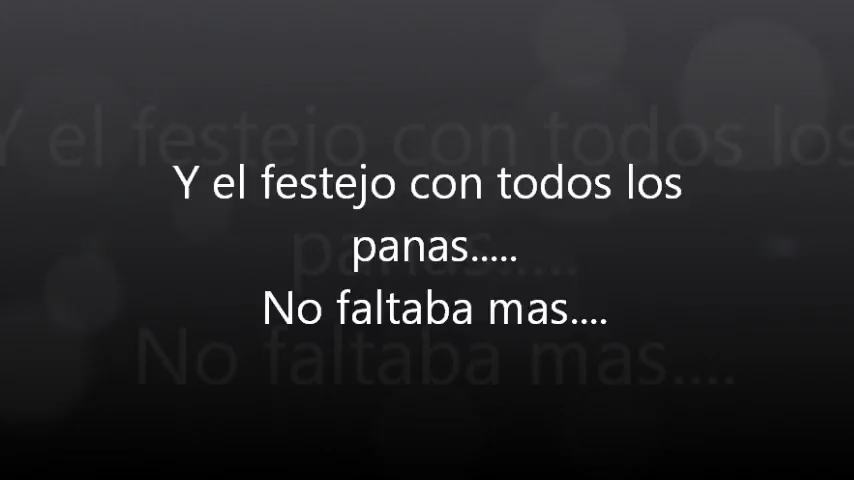 Y el festejo con todos los
panas.....
No faltaba mas....